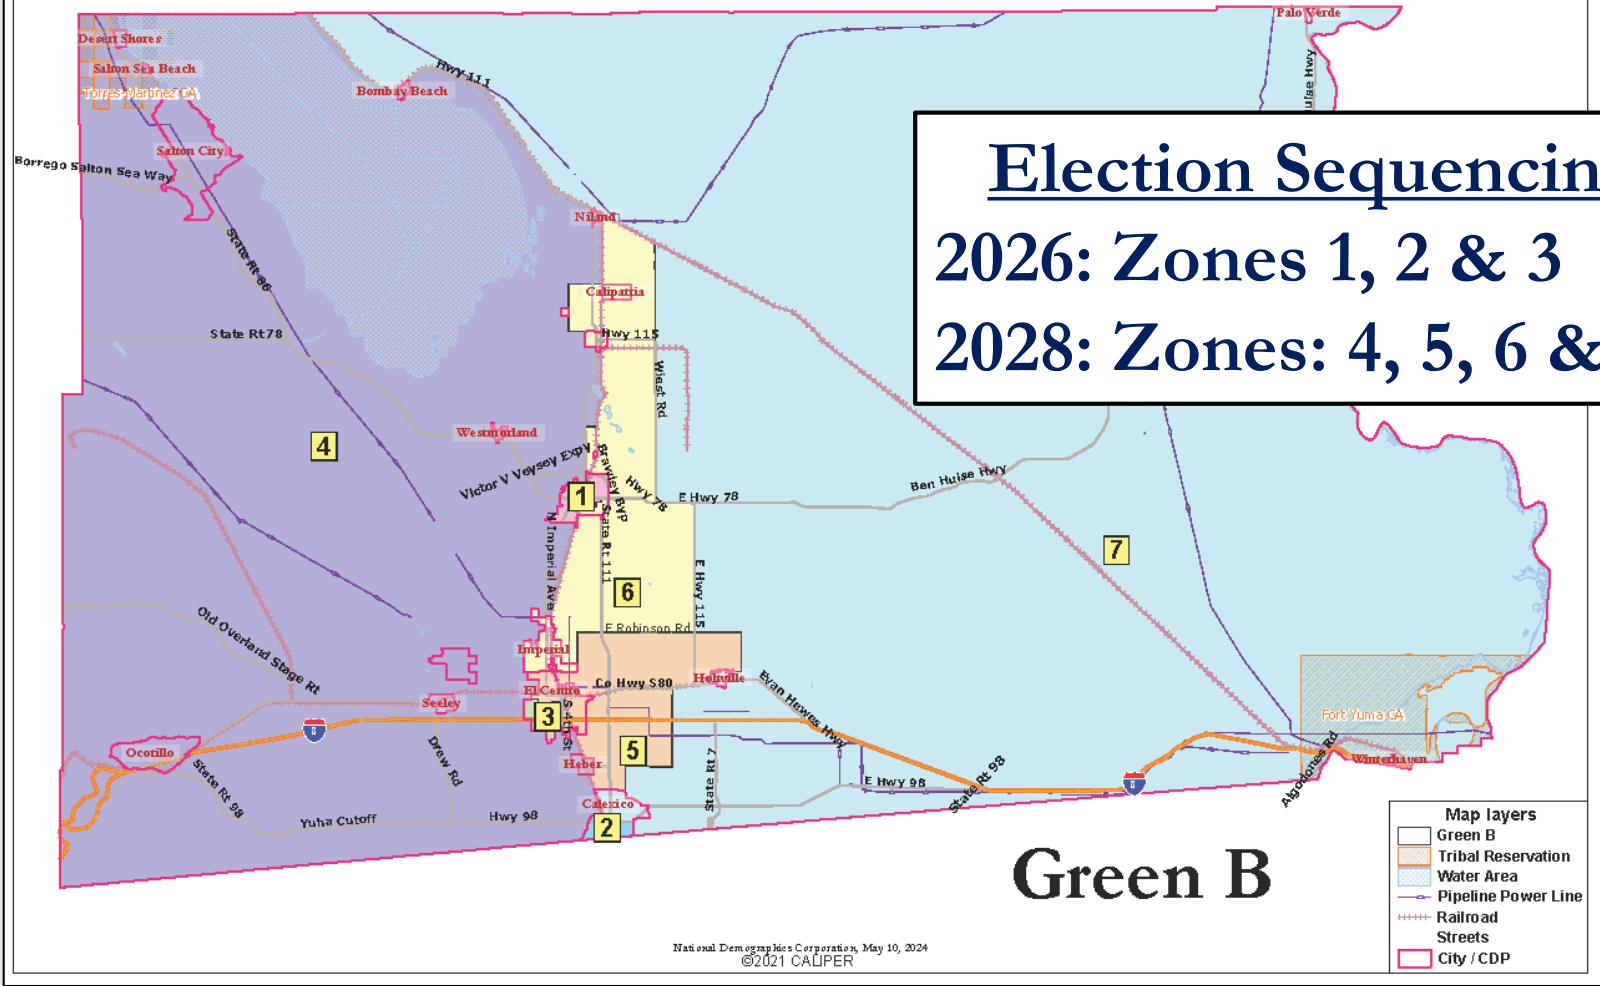 Palo Verde
Desert Shores
Salton Sea Beach
Torres-Martinez CA
Bombay Beach
Hwy 111
Salton City
Borrego Salton Sea Way
State Rt 86
Niland
Election Sequencin
2026: Zones 1, 2 & 3
2028: Zones: 4, 5, 6 &
Calipatria
State Rt 78
Hwy 115
Wiest Rd
4
Westmorland
Victor V Veysey Expy
Brawley BYP
1
Hwy 78
E Hwy 78
Ben Hulse Hwy
N Imperial Ave
State Rt 111
7
E Hwy 115
6
Old Overland Stage Rt
E Robinson Rd
Imperial
Co Hwy S80
Holtville
El Centro
Evan Hewes Hwy
Seeley
3
S 4th St
8
Fort Yuma CA
Ocotillo
5
Heber
Drew Rd
State Rt 7
Winterhaven
Algodones Rd
State Rt 98
E Hwy 98
State Rt 98
8
Calexico
Yuha Cutoff
Hwy 98
2
Green B
Map layers
Green B
Tribal Reservation
Water Area
Pipeline Power Line
Railroad
Streets
City / CDP
National Demographics Corporation, May 10, 2024
©2021 CALIPER